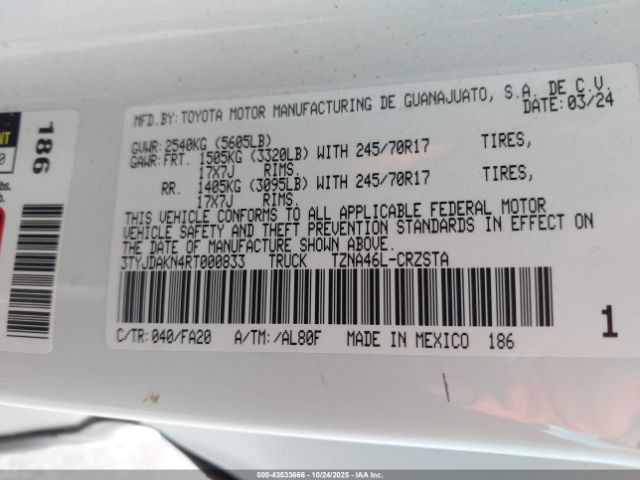 MFD.BY:TOYOTA MOTOR MANUFACTURING DE GUANAJUATO, S.A. DE C.V.
DATE:03/24
GVWR:2540KG (5605LB)
GAWR:FRT. 1505KG (3320LB) WITH 245/70R17 TIRES,
17X7J RIMS.
RR. 1405KG (3095LB) WITH 245/70R17 TIRES,
17X7J RIMS.
THIS VEHICLE CONFORMS TO ALL APPLICABLE FEDERAL MOTOR
VEHICLE SAFETY AND THEFT PREVENTION STANDARDS IN EFFECT ON
THE DATE OF MANUFACTURE SHOWN ABOVE.
3TYJDAKN4RT000833 TRUCK TZNA46L-CRZSTA
C/TR:040/FA20 A/TM:/AL80F MADE IN MEXICO 186
1
186
000-43533666 - 10/24/2025 - IAAI.COM